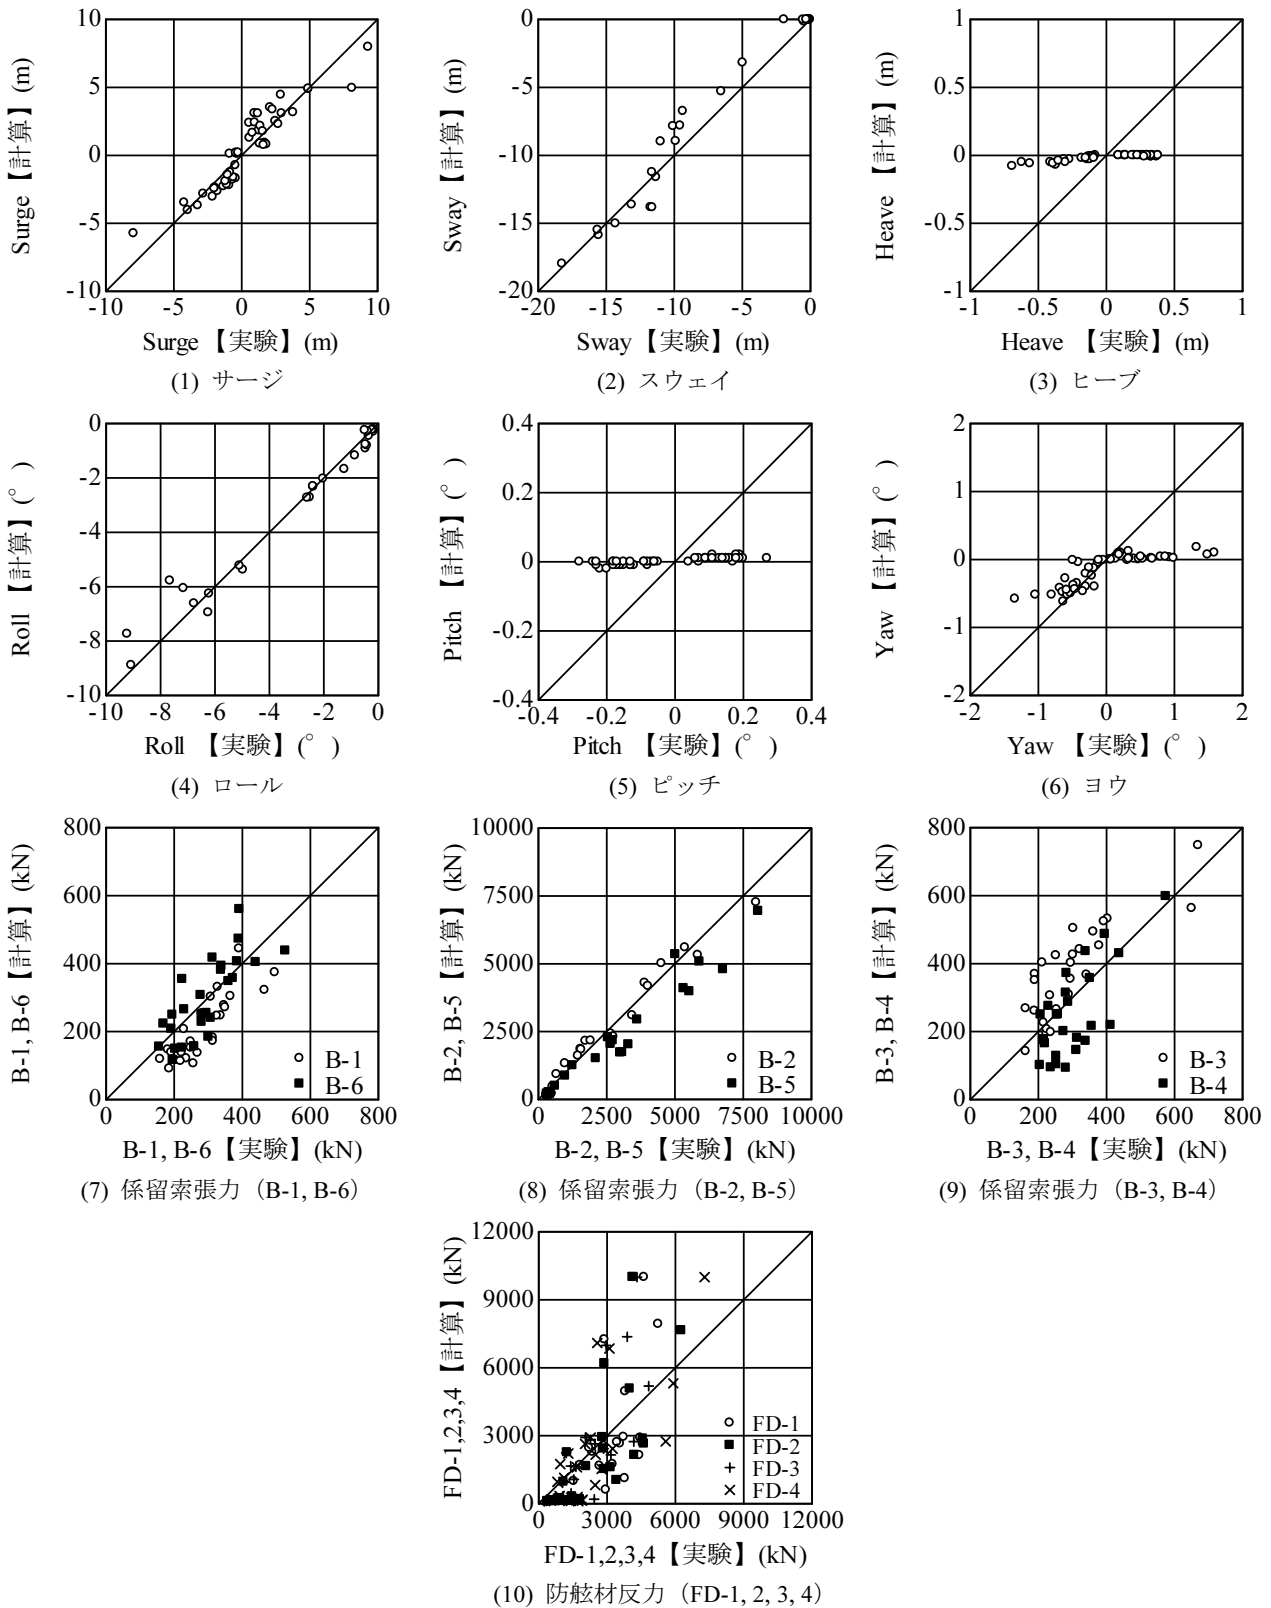 10
5
0
-5
-10
-10 -5 0 5 10
Surge 【計算】 (m)
Surge 【実験】 (m)
(1) サージ
0
-5
-10
-15
-20
-20 -15 -10 -5 0
Sway 【計算】 (m)
Sway 【実験】 (m)
(2) スウェイ
1
0.5
0
-0.5
-1
-1 -0.5 0 0.5 1
Heave 【計算】 (m)
Heave 【実験】 (m)
(3) ヒーブ
0
-2
-4
-6
-8
-10
-10 -8 -6 -4 -2 0
Roll 【計算】 (° )
Roll 【実験】 (° )
(4) ロール
0.4
0.2
0
-0.2
-0.4
-0.4 -0.2 0 0.2 0.4
Pitch 【計算】 (° )
Pitch 【実験】 (° )
(5) ピッチ
2
1
0
-1
-2
-2 -1 0 1 2
Yaw 【計算】 (° )
Yaw 【実験】 (° )
(6) ヨウ
800
600
400
200
0
0 200 400 600 800
B-1, B-6 【計算】 (kN)
B-1
B-6
B-1, B-6 【実験】 (kN)
(7) 係留索張力（B-1, B-6）
10000
7500
5000
2500
0
0 2500 5000 7500 10000
B-2, B-5 【計算】 (kN)
B-2
B-5
B-2, B-5 【実験】 (kN)
(8) 係留索張力（B-2, B-5）
800
600
400
200
0
0 200 400 600 800
B-3, B-4 【計算】 (kN)
B-3
B-4
B-3, B-4 【実験】 (kN)
(9) 係留索張力（B-3, B-4）
12000
9000
6000
3000
0
0 3000 6000 9000 12000
FD-1,2,3,4 【計算】 (kN)
FD-1
FD-2
FD-3
FD-4
FD-1,2,3,4 【実験】 (kN)
(10) 防舷材反力（FD-1, 2, 3, 4）